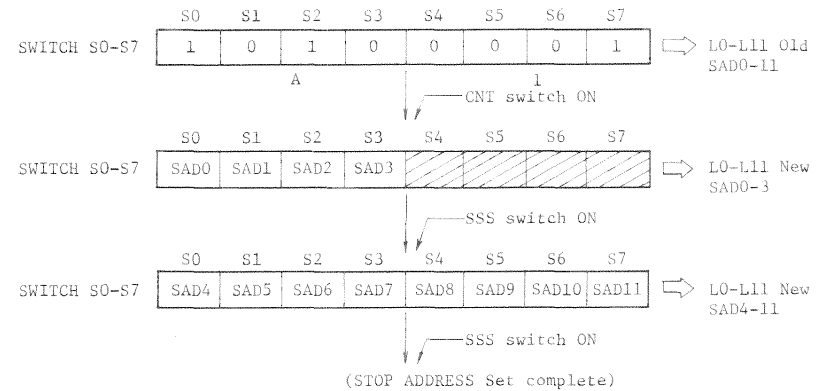 S0 S1 S2 S3 S4 S5 S6 S7
SWITCH S0-S7 1 0 1 0 0 0 0 1 L0-L11 Old
SAD0-11
A 1
CNT switch ON
S0 S1 S2 S3 S4 S5 S6 S7
SWITCH S0-S7 SAD0 SAD1 SAD2 SAD3 L0-L11 New
SAD0-3
SSS switch ON
S0 S1 S2 S3 S4 S5 S6 S7
SWITCH S0-S7 SAD4 SAD5 SAD6 SAD7 SAD8 SAD9 SAD10 SAD11 L0-L11 New
SAD4-11
SSS switch ON
(STOP ADDRESS Set complete)